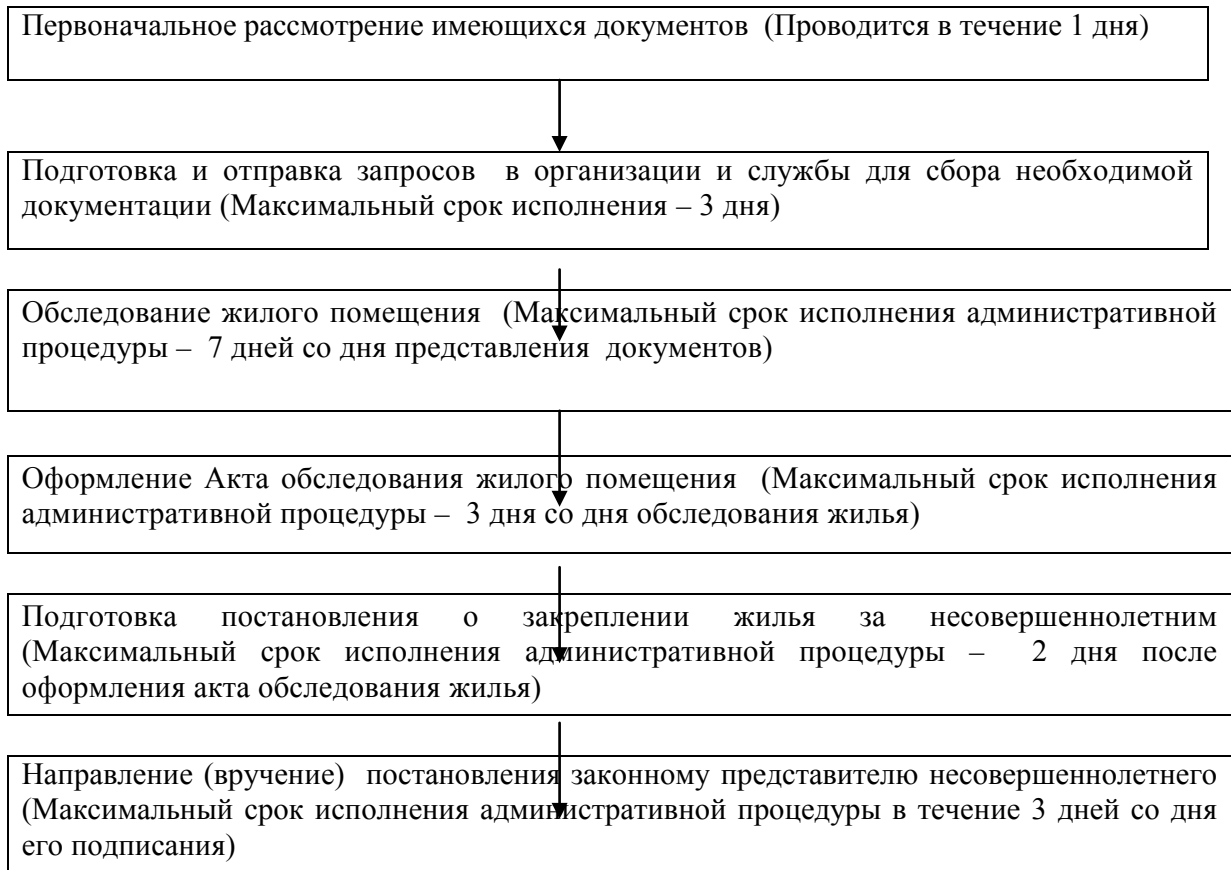 Первоначальное рассмотрение имеющихся документов (Проводится в течение 1 дня)
Подготовка и отправка запросов в организации и службы для сбора необходимой
документации (Максимальный срок исполнения – 3 дня)
Обследование жилого помещения (Максимальный срок исполнения административной
процедуры – 7 дней со дня представления документов)
Оформление Акта обследования жилого помещения (Максимальный срок исполнения
административной процедуры – 3 дня со дня обследования жилья)
Подготовка постановления о закреплении жилья за несовершеннолетним
(Максимальный срок исполнения административной процедуры – 2 дня после
оформления акта обследования жилья)
Направление (вручение) постановления законному представителю несовершеннолетнего
(Максимальный срок исполнения административной процедуры в течение 3 дней со дня
его подписания)